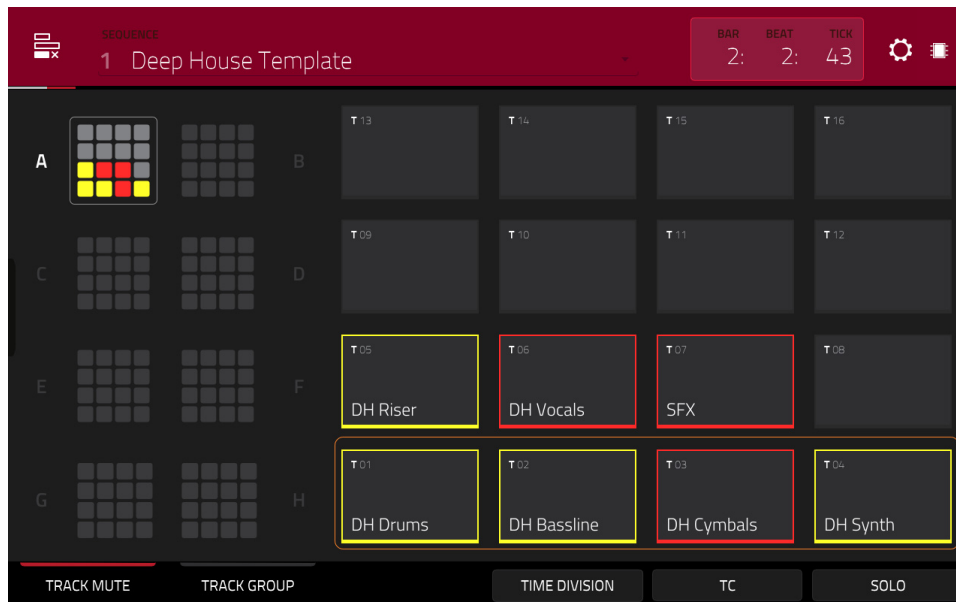 SEQUENCE
1 Deep House Template
BAR BEAT TICK
2: 2: 43
A
B
C
D
E
F
G
H
T 13
T 14
T 15
T 16
T 09
T 10
T 11
T 12
T 05
DH Riser
T 06
DH Vocals
T 07
SFX
T 08
T 01
DH Drums
T 02
DH Bassline
T 03
DH Cymbals
T 04
DH Synth
TRACK MUTE
TRACK GROUP
TIME DIVISION
TC
SOLO